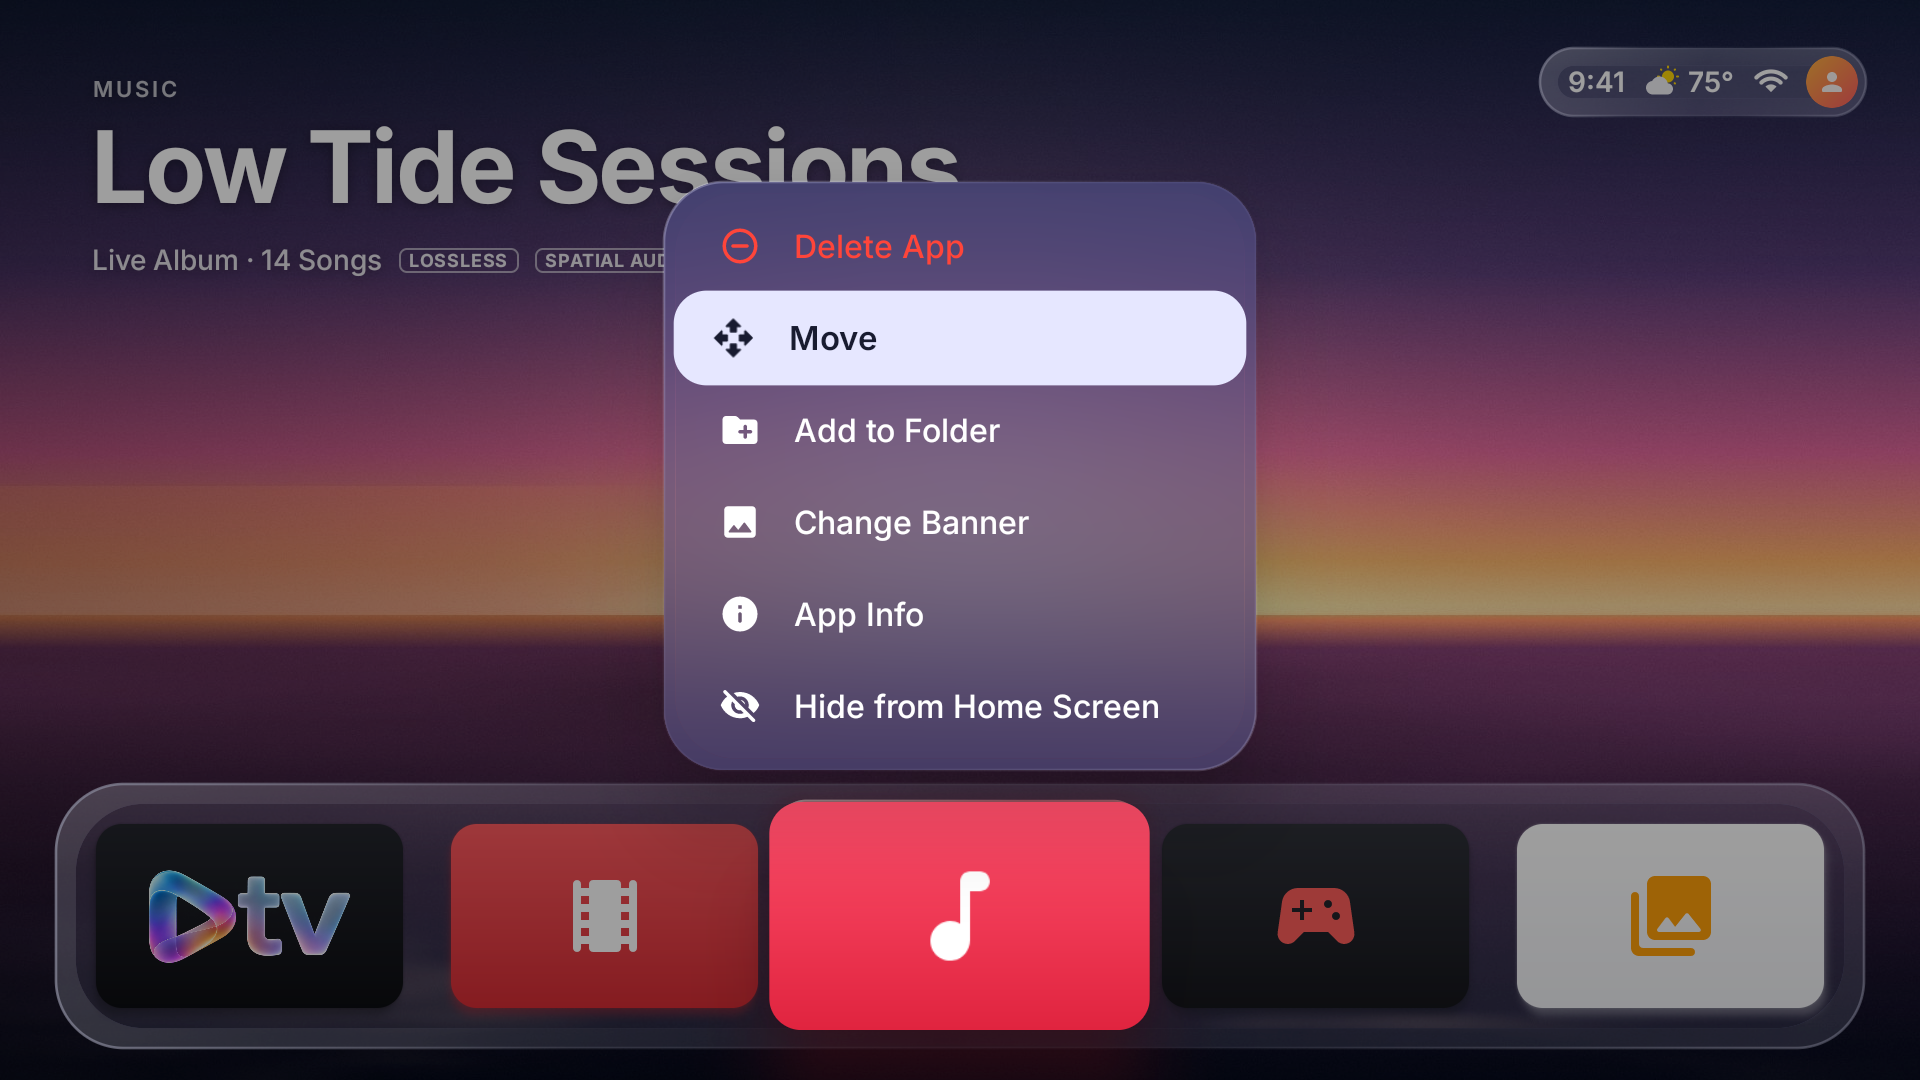 MUSIC
9:41 75°
Low Tide Sessions
Live Album · 14 Songs LOSSLESS SPATIAL AUD
Delete App
Move
Add to Folder
Change Banner
App Info
Hide from Home Screen
tv